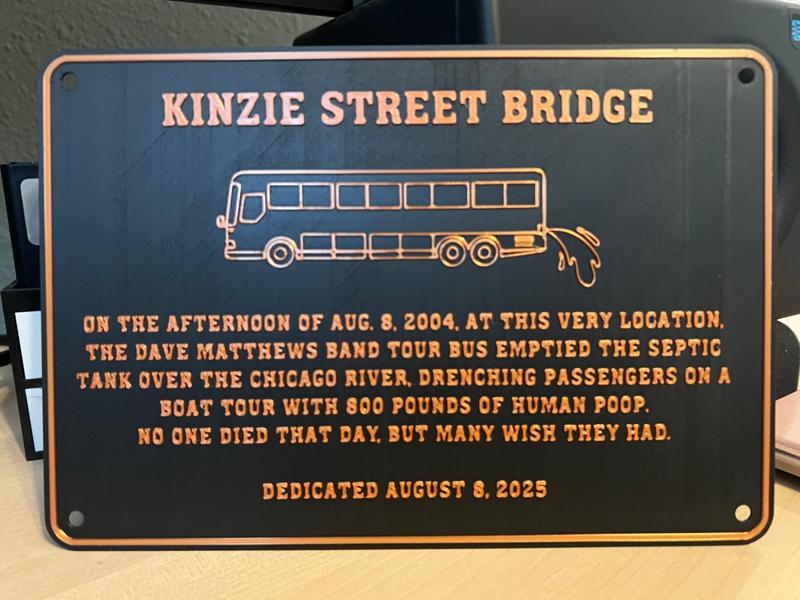 KINZIE STREET BRIDGE
ON THE AFTERNOON OF AUG. 8, 2004, AT THIS VERY LOCATION,
THE DAVE MATTHEWS BAND TOUR BUS EMPTIED THE SEPTIC
TANK OVER THE CHICAGO RIVER, DRENCHING PASSENGERS ON A
BOAT TOUR WITH 800 POUNDS OF HUMAN POOP.
NO ONE DIED THAT DAY, BUT MANY WISH THEY HAD.
DEDICATED AUGUST 8, 2025